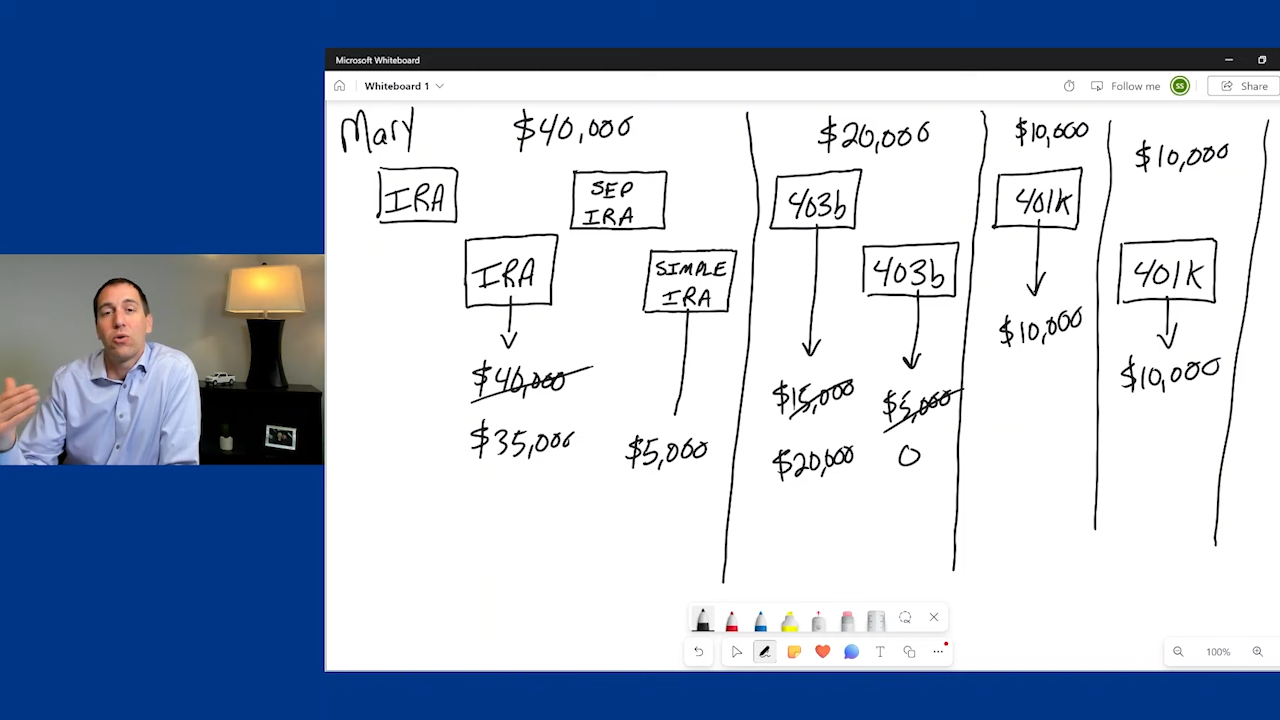 Microsoft Whiteboard
Whiteboard 1
Follow me
SS
Share
Mary
$40,000
$20,000
$10,000
$10,000
IRA
SEP
IRA
403b
401K
IRA
SIMPLE
IRA
403b
401K
$10,000
$40,000
$15,000
$5,000
$10,000
$35,000
$5,000
$20,000
0
T
100%